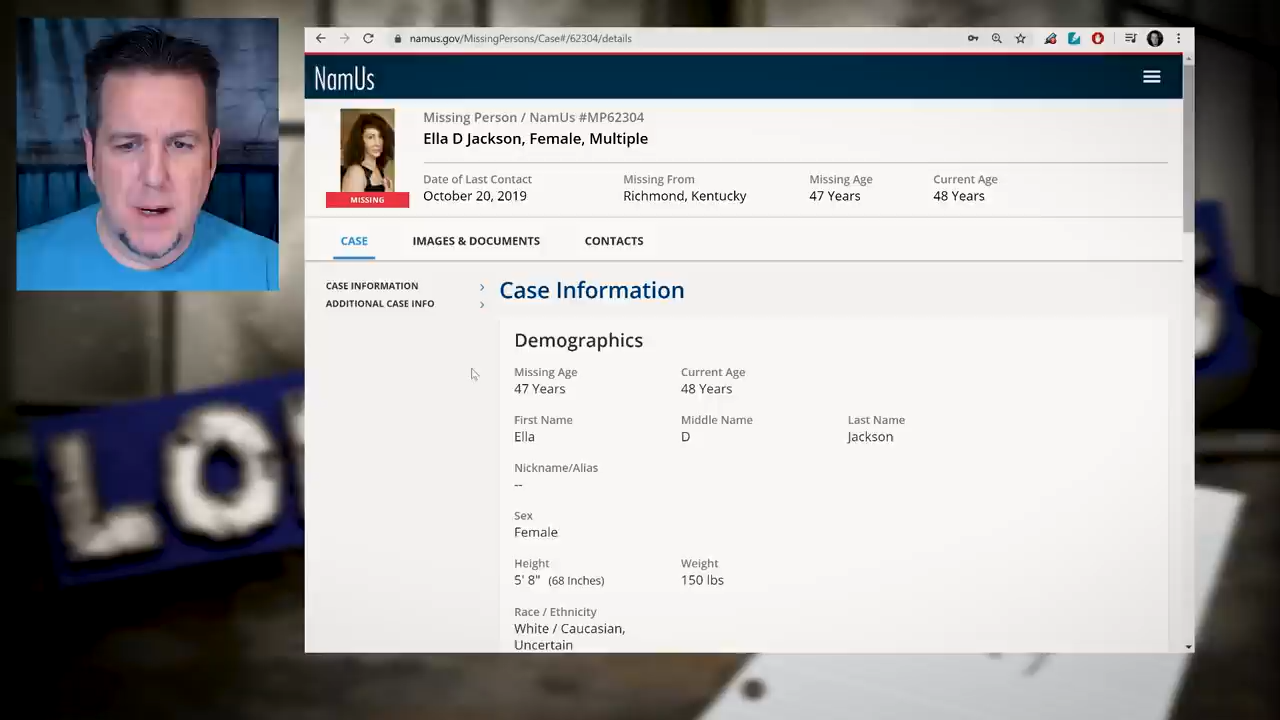 namus.gov/MissingPersons/Case#/62304/details
NamUs
Missing Person / NamUs #MP62304
Ella D Jackson, Female, Multiple
Date of Last Contact Missing From Missing Age Current Age
October 20, 2019 Richmond, Kentucky 47 Years 48 Years
MISSING
CASE IMAGES & DOCUMENTS CONTACTS
CASE INFORMATION
ADDITIONAL CASE INFO
Case Information
Demographics
Missing Age Current Age
47 Years 48 Years
First Name Middle Name Last Name
Ella D Jackson
Nickname/Alias
--
Sex
Female
Height Weight
5' 8" (68 Inches) 150 lbs
Race / Ethnicity
White / Caucasian,
Uncertain
LO